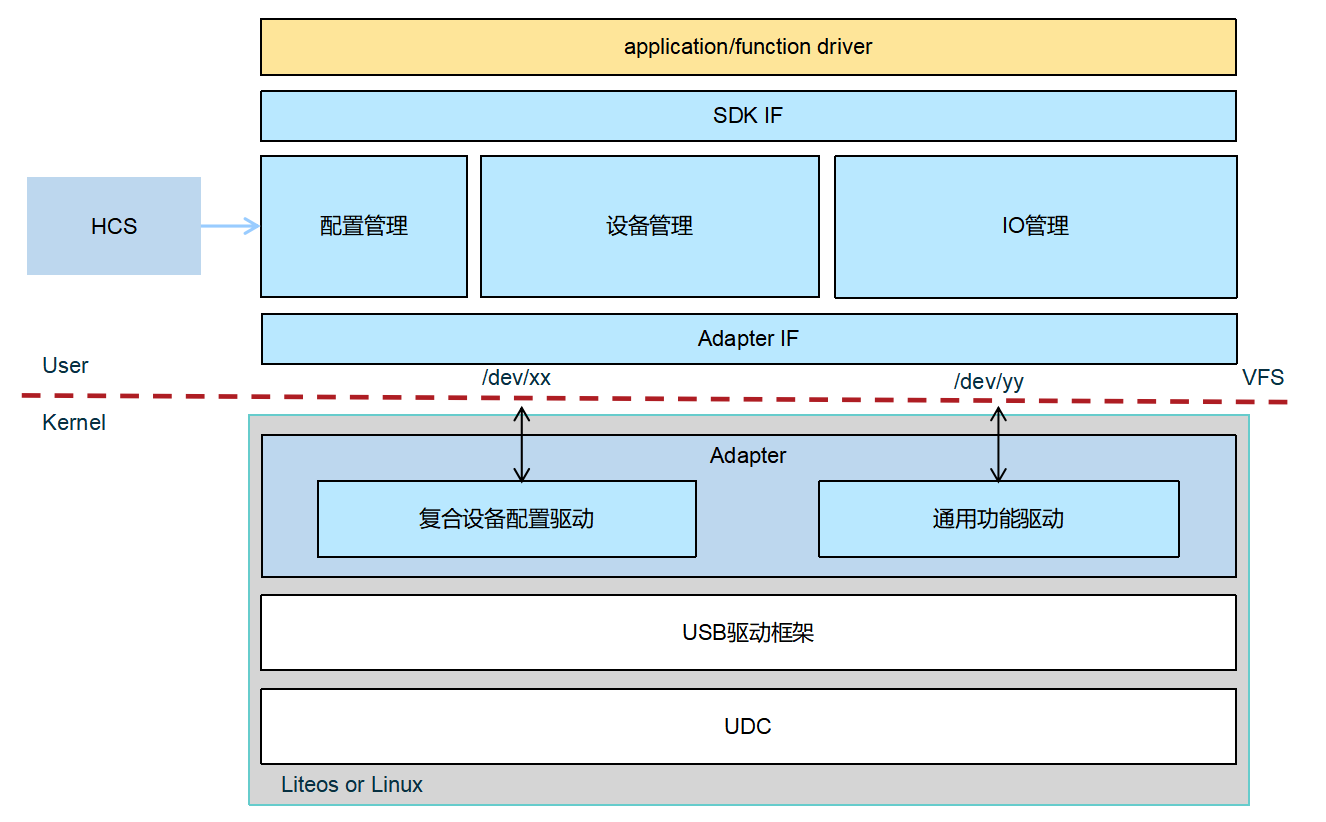 application/function driver
SDK IF
HCS
配置管理
设备管理
IO管理
Adapter IF
User
/dev/xx
/dev/yy
VFS
Kernel
Adapter
复合设备配置驱动
通用功能驱动
USB驱动框架
UDC
Liteos or Linux